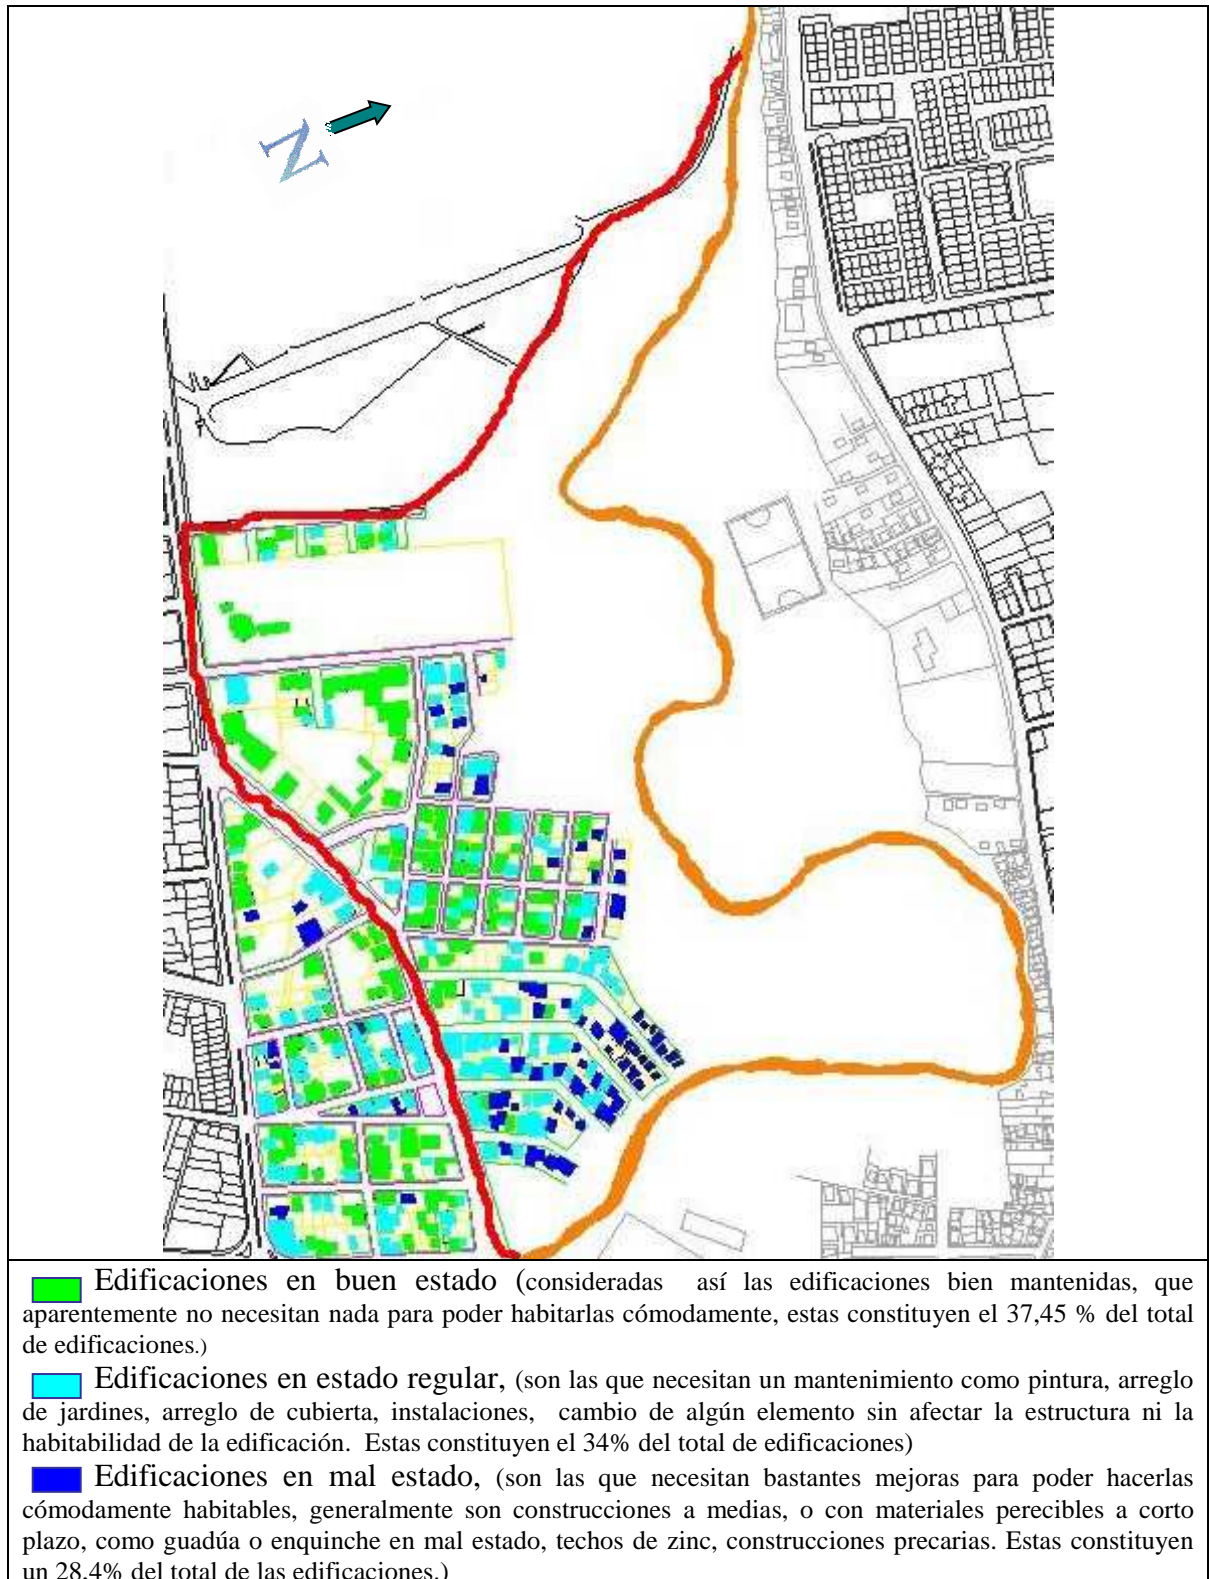 N
Edificaciones en buen estado (consideradas así las edificaciones bien mantenidas, que
aparentemente no necesitan nada para poder habitarlas cómodamente, estas constituyen el 37,45 % del total
de edificaciones.)
Edificaciones en estado regular, (son las que necesitan un mantenimiento como pintura, arreglo
de jardines, arreglo de cubierta, instalaciones, cambio de algún elemento sin afectar la estructura ni la
habitabilidad de la edificación. Estas constituyen el 34% del total de edificaciones)
Edificaciones en mal estado, (son las que necesitan bastantes mejoras para poder hacerlas
cómodamente habitables, generalmente son construcciones a medias, o con materiales perecibles a corto
plazo, como guadúa o enquinche en mal estado, techos de zinc, construcciones precarias. Estas constituyen
un 28,4% del total de las edificaciones.)